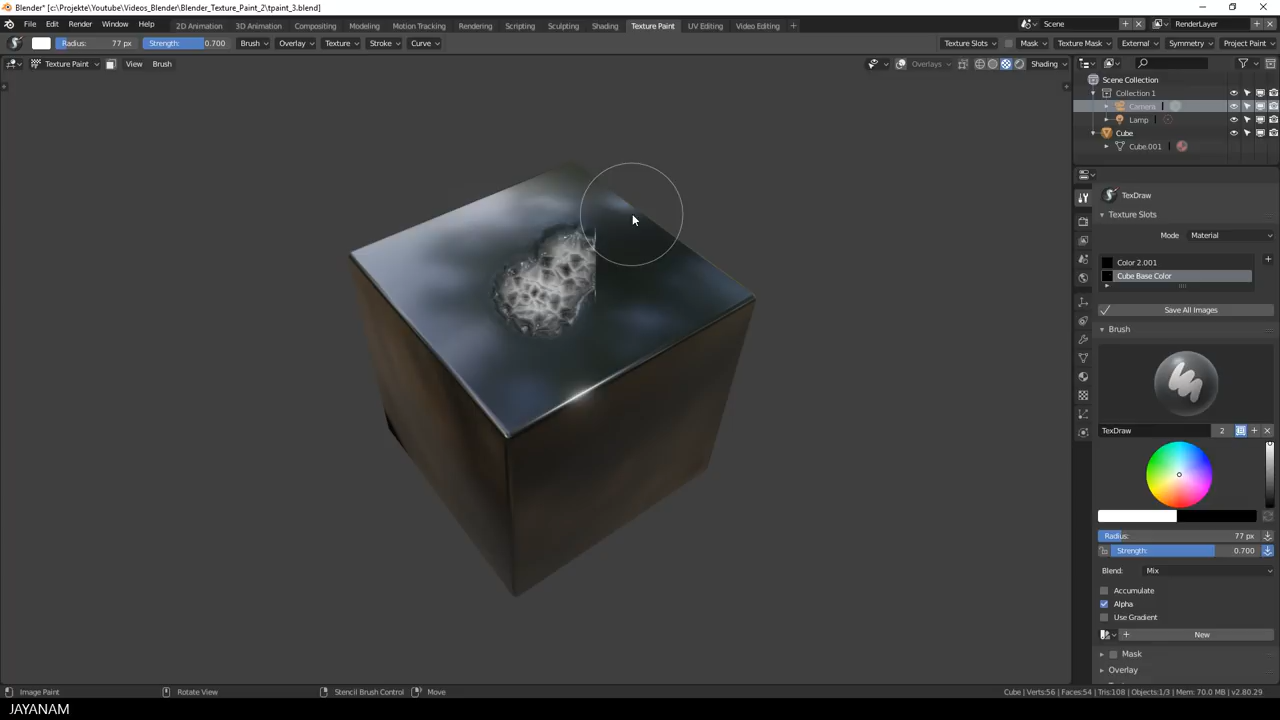 Blender* [c:\Projekte\Youtube\Videos_Blender\Blender_Texture_Paint_2\tpaint_3.blend]
File Edit Render Window Help 2D Animation 3D Animation Compositing Modeling Motion Tracking Rendering Scripting Sculpting Shading Texture Paint UV Editing Video Editing + Scene RenderLayer
Radius: 77 px Strength: 0.700 Brush Overlay Texture Stroke Curve Texture Slots Mask Texture Mask External Symmetry Project Paint
Texture Paint View Brush Overlays Shading
Scene Collection
Collection 1
Camera
Lamp
Cube
Cube.001
TexDraw
Texture Slots
Mode Material
Color 2.001
Cube Base Color
Save All Images
Brush
TexDraw 2
Radius: 77 px
Strength: 0.700
Blend: Mix
Accumulate
Alpha
Use Gradient
New
Mask
Overlay
Image Paint Rotate View Stencil Brush Control Move Cube | Verts:56 | Faces:54 | Tris:108 | Objects:1/3 | Mem: 70.0 MB | v2.80.29
JAYANAM